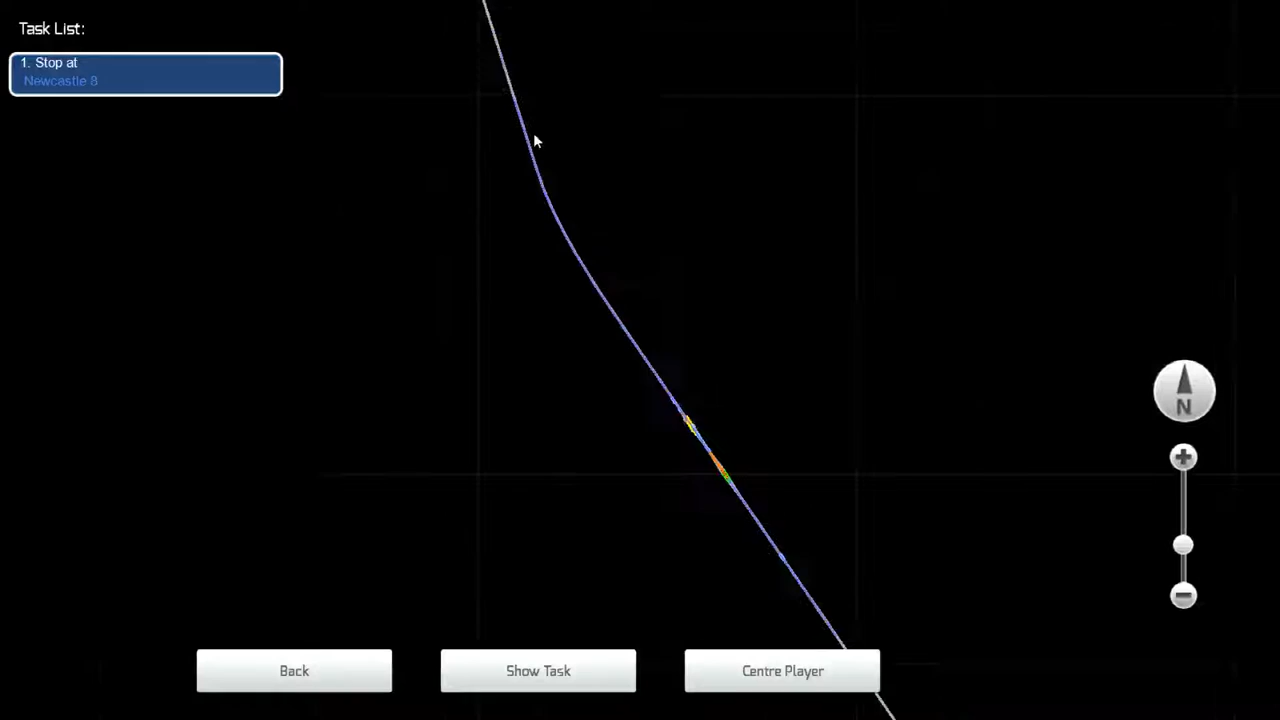 Task List:
1. Stop at
Newcastle 8
N
Back
Show Task
Centre Player